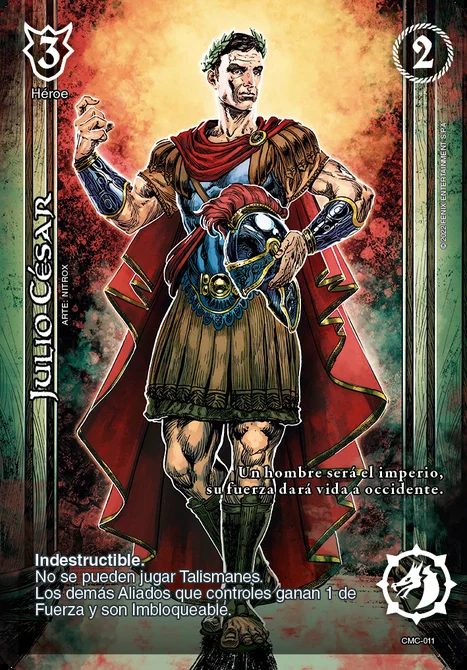 3
Héroe
2
JULIO CÉSAR
ARTE: NITROX
©2022 FENIX ENTERTAINMENT S.P.A.
Un hombre será el imperio,
su fuerza dará vida a occidente.
Indestructible.
No se pueden jugar Talismanes.
Los demás Aliados que controles ganan 1 de
Fuerza y son Imbloqueable.
CMC-011